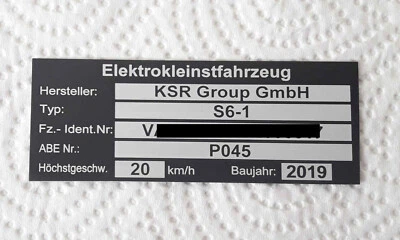 Elektrokleinstfahrzeug
Hersteller: KSR Group GmbH
Typ: S6-1
Fz.- Ident.Nr: V
ABE Nr.: P045
Höchstgeschw. 20 km/h Baujahr: 2019